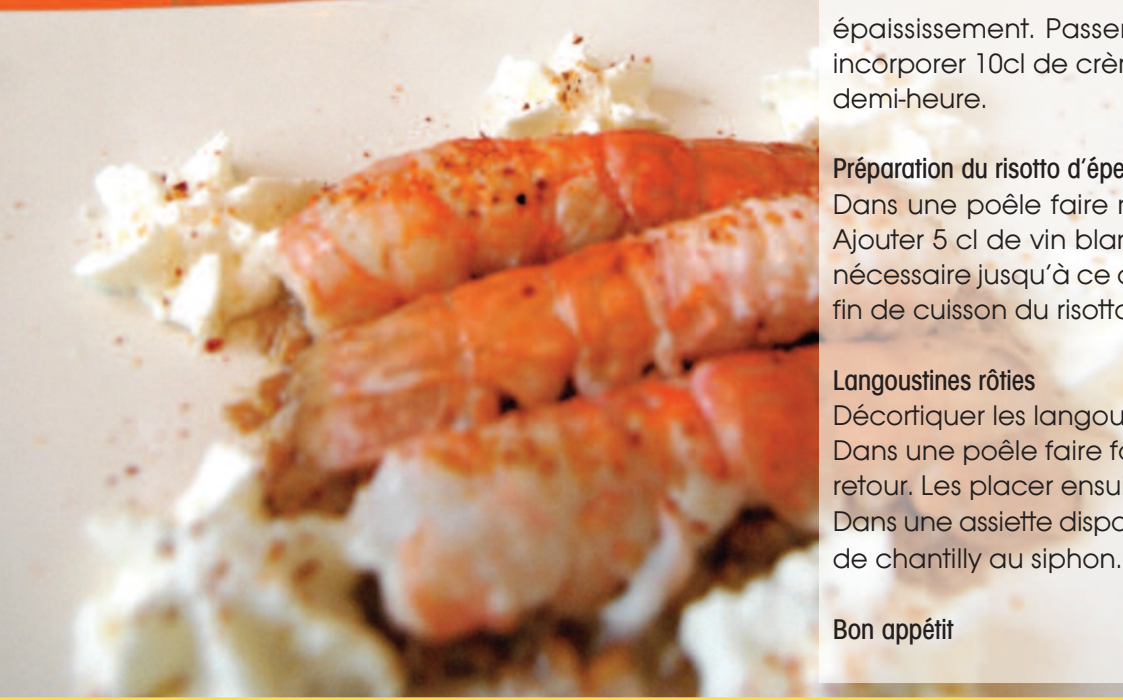 épaississement. Passer
incorporer 10cl de crè
demi-heure.
Préparation du risotto d'épe
Dans une poêle faire
Ajouter 5 cl de vin blan
nécessaire jusqu'à ce
fin de cuisson du risotto
Langoustines rôties
Décortiquer les langou
Dans une poêle faire fo
retour. Les placer ensu
Dans une assiette dispo
de chantilly au siphon.
Bon appétit